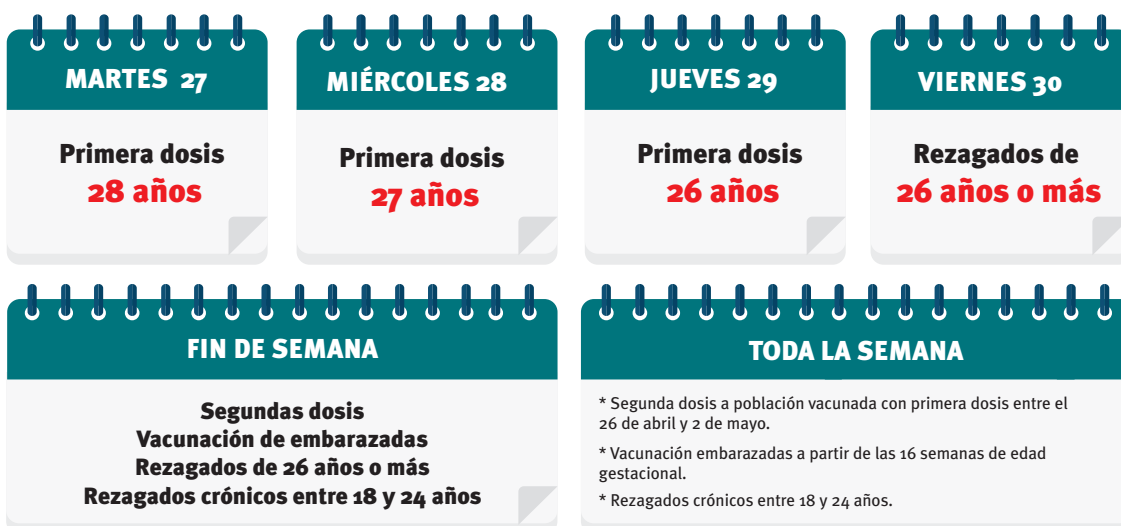 MARTES 27
Primera dosis
28 años
MIÉRCOLES 28
Primera dosis
27 años
JUEVES 29
Primera dosis
26 años
VIERNES 30
Rezagados de
26 años o más
FIN DE SEMANA
Segundas dosis
Vacunación de embarazadas
Rezagados de 26 años o más
Rezagados crónicos entre 18 y 24 años
TODA LA SEMANA
* Segunda dosis a población vacunada con primera dosis entre el
26 de abril y 2 de mayo.
* Vacunación embarazadas a partir de las 16 semanas de edad
gestacional.
* Rezagados crónicos entre 18 y 24 años.